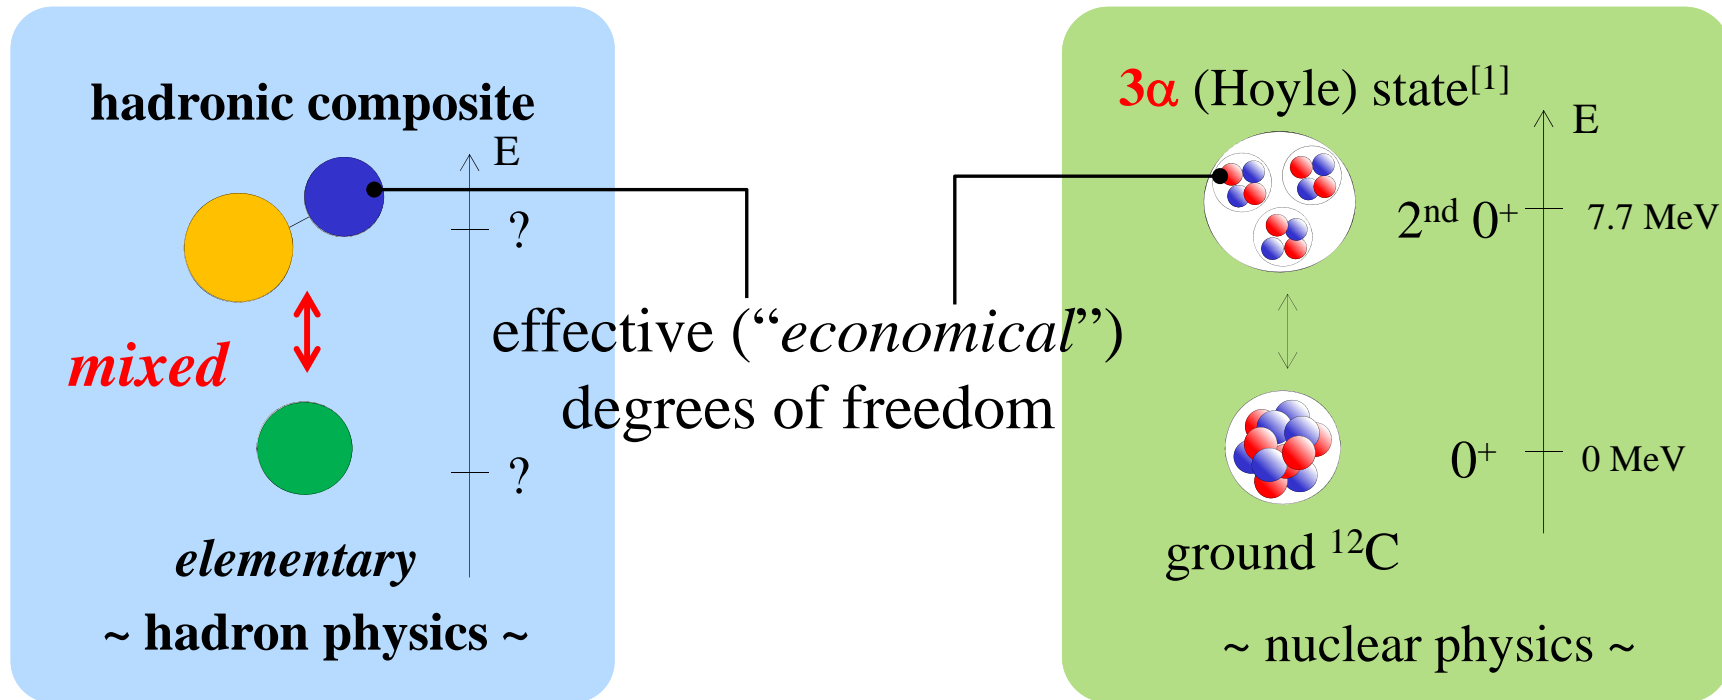 hadronic composite
E
?
mixed
?
elementary
~ hadron physics ~
effective (“economical”)
degrees of freedom
3α (Hoyle) state[1]
E
2nd 0+ 7.7 MeV
0+ 0 MeV
ground 12C
~ nuclear physics ~